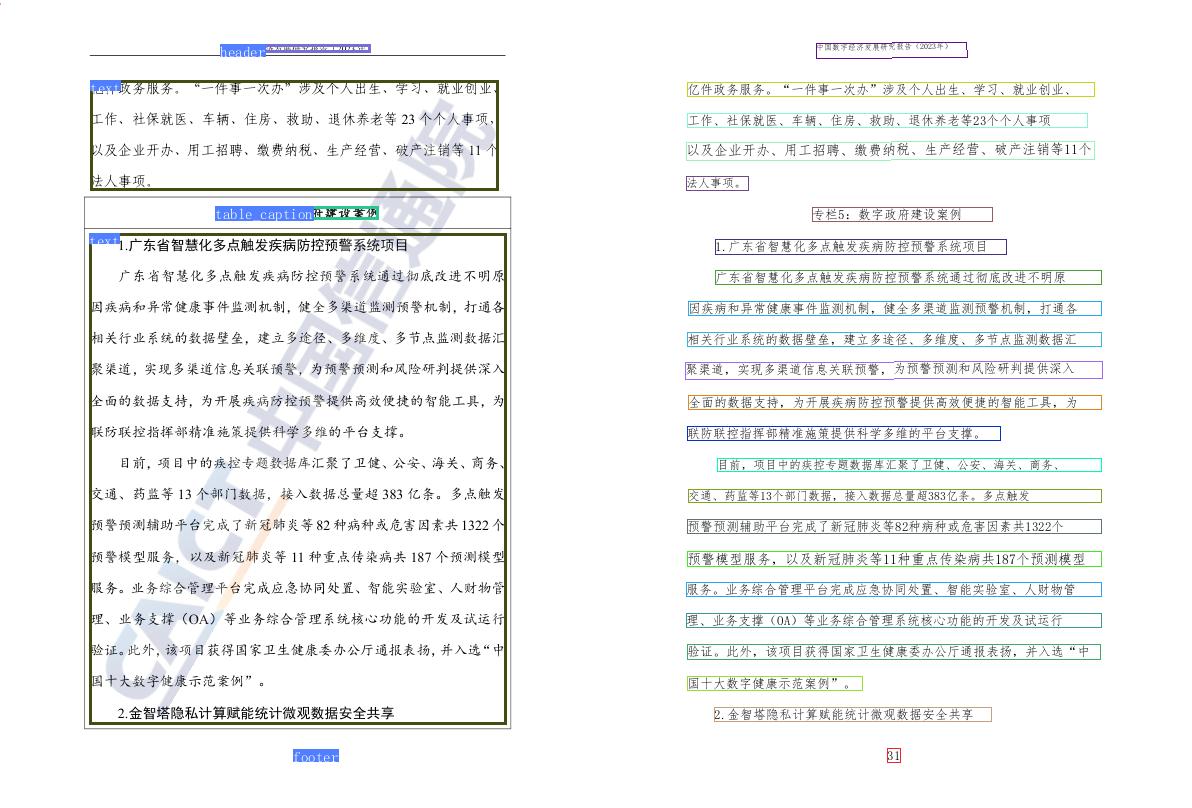 header
text
政务服务。“一件事一次办”涉及个人出生、学习、就业创业、
工作、社保就医、车辆、住房、救助、退休养老等 23 个个人事项，
以及企业开办、用工招聘、缴费纳税、生产经营、破产注销等 11 个
法人事项。
table caption
建设案例
text
1.广东省智慧化多点触发疾病防控预警系统项目
广东省智慧化多点触发疾病防控预警系统通过彻底改进不明原
因疾病和异常健康事件监测机制，健全多渠道监测预警机制，打通各
相关行业系统的数据壁垒，建立多途径、多维度、多节点监测数据汇
聚渠道，实现多渠道信息关联预警，为预警预测和风险研判提供深入
全面的数据支持，为开展疾病防控预警提供高效便捷的智能工具，为
联防联控指挥部精准施策提供科学多维的平台支撑。
目前，项目中的疾控专题数据库汇聚了卫健、公安、海关、商务、
交通、药监等 13 个部门数据，接入数据总量超 383 亿条。多点触发
预警预测辅助平台完成了新冠肺炎等 82 种病种或危害因素共 1322 个
预警模型服务，以及新冠肺炎等 11 种重点传染病共 187 个预测模型
服务。业务综合管理平台完成应急协同处置、智能实验室、人财物管
理、业务支撑（OA）等业务综合管理系统核心功能的开发及试运行
验证。此外，该项目获得国家卫生健康委办公厅通报表扬，并入选“中
国十大数字健康示范案例”。
2.金智塔隐私计算赋能统计微观数据安全共享
footer
CAICT 中国信通院
中国数字经济发展研究报告（2023年）
亿件政务服务。“一件事一次办”涉及个人出生、学习、就业创业、
工作、社保就医、车辆、住房、救助、退休养老等23个个人事项
以及企业开办、用工招聘、缴费纳税、生产经营、破产注销等11个
法人事项。
专栏5：数字政府建设案例
1.广东省智慧化多点触发疾病防控预警系统项目
广东省智慧化多点触发疾病防控预警系统通过彻底改进不明原
因疾病和异常健康事件监测机制，健全多渠道监测预警机制，打通各
相关行业系统的数据壁垒，建立多途径、多维度、多节点监测数据汇
聚渠道，实现多渠道信息关联预警，为预警预测和风险研判提供深入
全面的数据支持，为开展疾病防控预警提供高效便捷的智能工具，为
联防联控指挥部精准施策提供科学多维的平台支撑。
目前，项目中的疾控专题数据库汇聚了卫健、公安、海关、商务、
交通、药监等13个部门数据，接入数据总量超383亿条。多点触发
预警预测辅助平台完成了新冠肺炎等82种病种或危害因素共1322个
预警模型服务，以及新冠肺炎等11种重点传染病共187个预测模型
服务。业务综合管理平台完成应急协同处置、智能实验室、人财物管
理、业务支撑（OA）等业务综合管理系统核心功能的开发及试运行
验证。此外，该项目获得国家卫生健康委办公厅通报表扬，并入选“中
国十大数字健康示范案例”。
2.金智塔隐私计算赋能统计微观数据安全共享
31